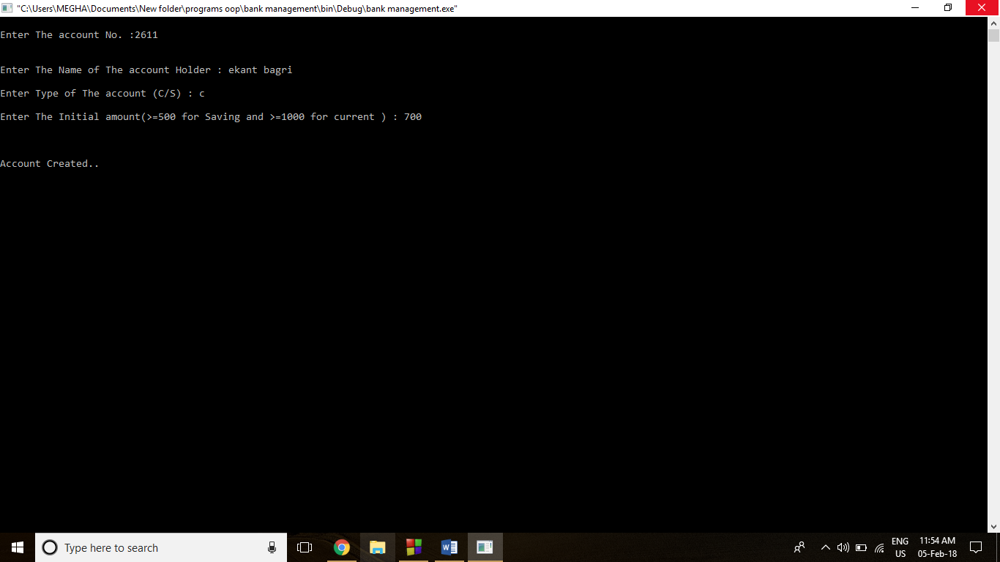 "C:\Users\MEGHA\Documents\New folder\programs oop\bank management\bin\Debug\bank management.exe"
Enter The account No. :2611
Enter The Name of The account Holder : ekant bagri
Enter Type of The account (C/S) : c
Enter The Initial amount(>=500 for Saving and >=1000 for current ) : 700
Account Created..
Type here to search
ENG
US
11:54 AM
05-Feb-18